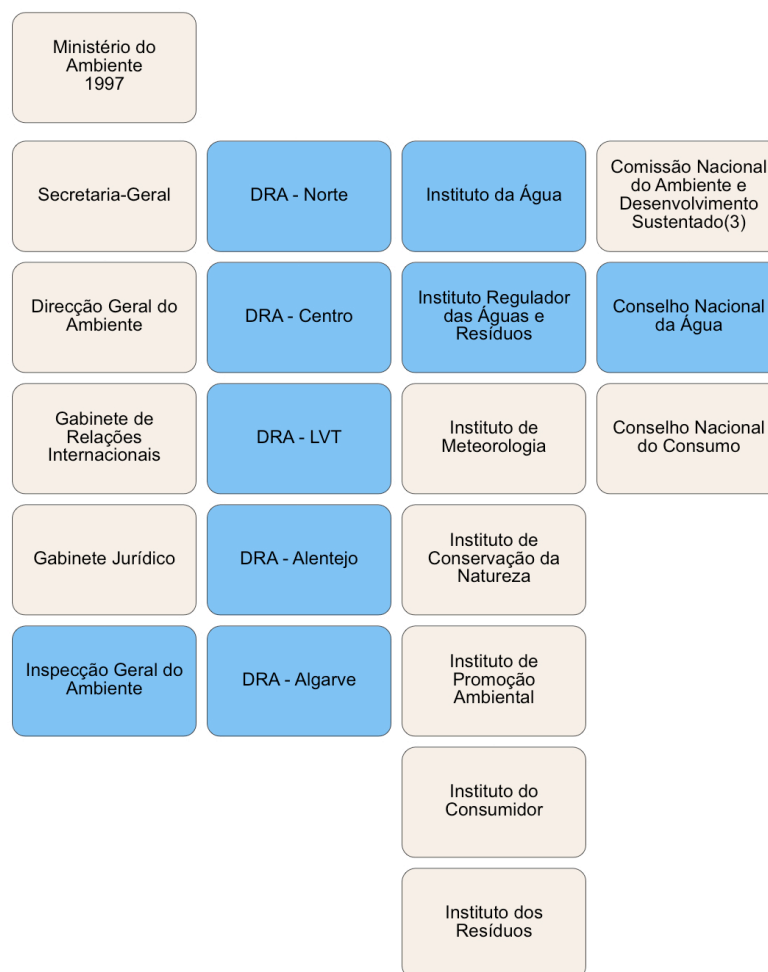 Ministério do
Ambiente
1997
Secretaria-Geral
DRA - Norte
Instituto da Água
Comissão Nacional
do Ambiente e
Desenvolvimento
Sustentado(3)
Direcção Geral do
Ambiente
DRA - Centro
Instituto Regulador
das Águas e
Resíduos
Conselho Nacional
da Água
Gabinete de
Relações
Internacionais
DRA - LVT
Instituto de
Meteorologia
Conselho Nacional
do Consumo
Gabinete Jurídico
DRA - Alentejo
Instituto de
Conservação da
Natureza
Inspecção Geral do
Ambiente
DRA - Algarve
Instituto de
Promoção
Ambiental
Instituto do
Consumidor
Instituto dos
Resíduos